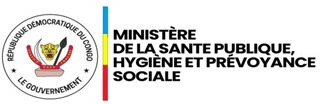 RÉPUBLIQUE DÉMOCRATIQUE DU CONGO
LE GOUVERNEMENT
MINISTÈRE
DE LA SANTE PUBLIQUE,
HYGIÈNE ET PRÉVOYANCE
SOCIALE